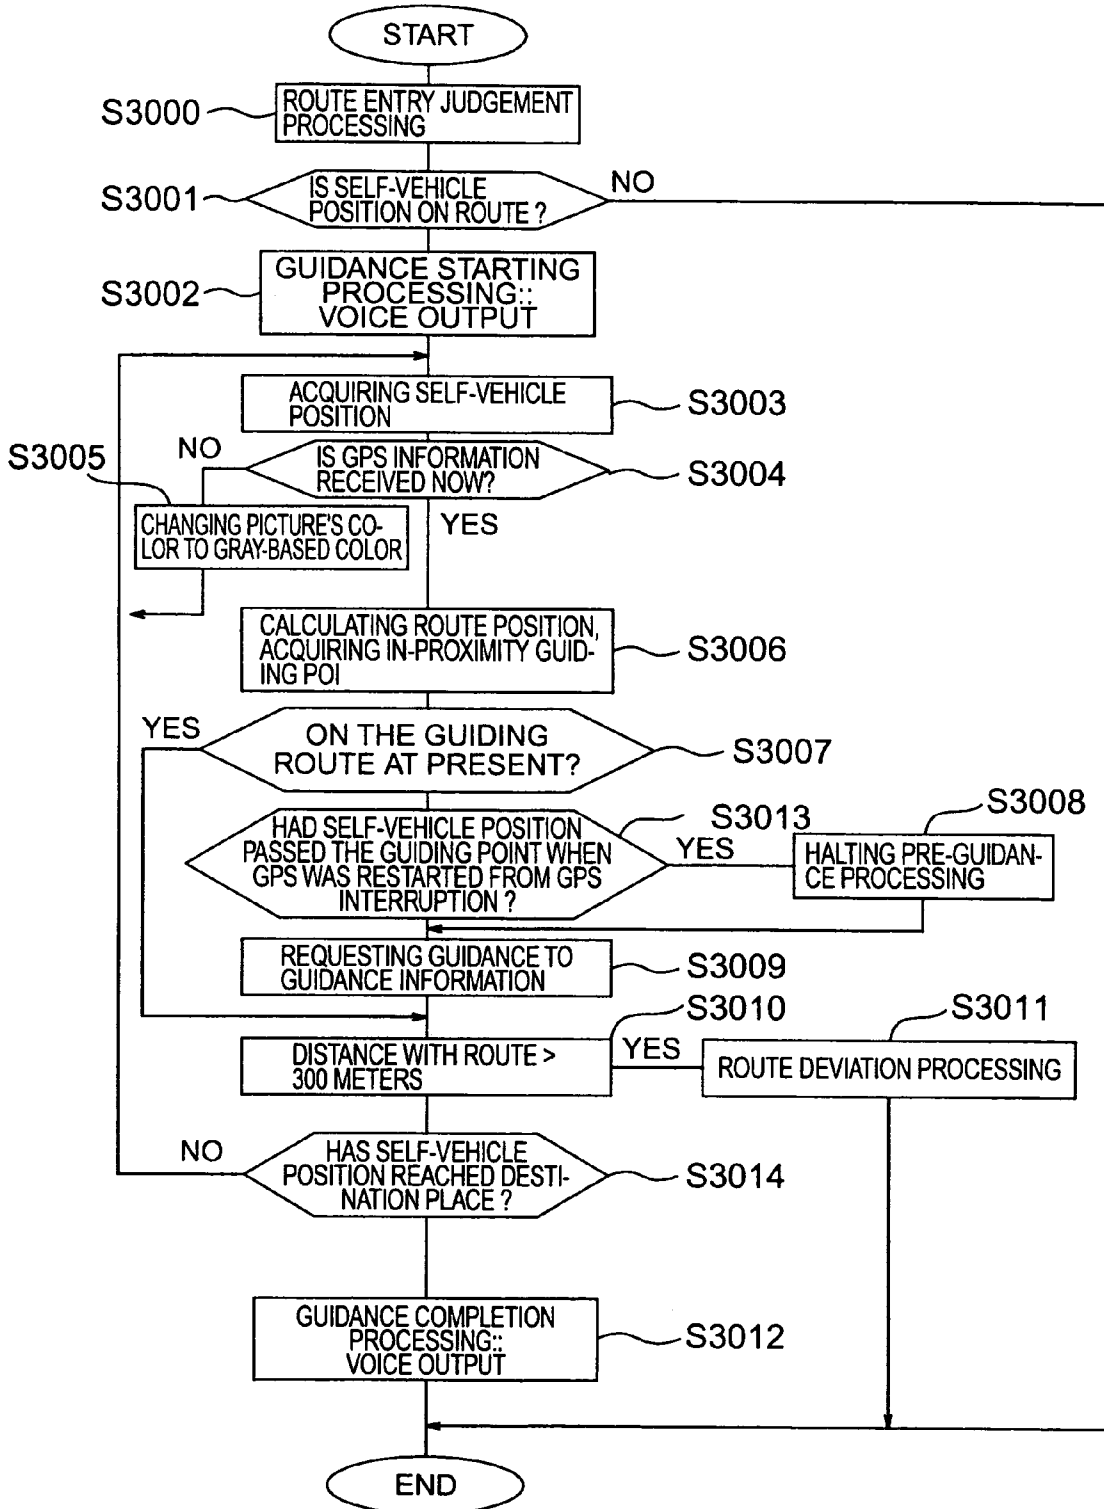 START
S3000
ROUTE ENTRY JUDGEMENT
PROCESSING
S3001
IS SELF-VEHICLE
POSITION ON ROUTE ?
NO
S3002
GUIDANCE STARTING
PROCESSING::
VOICE OUTPUT
ACQUIRING SELF-VEHICLE
POSITION
S3003
S3005
NO
IS GPS INFORMATION
RECEIVED NOW?
S3004
CHANGING PICTURE'S CO-
LOR TO GRAY-BASED COLOR
YES
CALCULATING ROUTE POSITION,
ACQUIRING IN-PROXIMITY GUID-
ING POI
S3006
YES
ON THE GUIDING
ROUTE AT PRESENT?
S3007
HAD SELF-VEHICLE POSITION
PASSED THE GUIDING POINT WHEN
GPS WAS RESTARTED FROM GPS
INTERRUPTION ?
S3013
YES
S3008
HALTING PRE-GUIDAN-
CE PROCESSING
REQUESTING GUIDANCE TO
GUIDANCE INFORMATION
S3009
S3010
DISTANCE WITH ROUTE >
300 METERS
YES
S3011
ROUTE DEVIATION PROCESSING
NO
HAS SELF-VEHICLE
POSITION REACHED DESTI-
NATION PLACE ?
S3014
GUIDANCE COMPLETION
PROCESSING::
VOICE OUTPUT
S3012
END